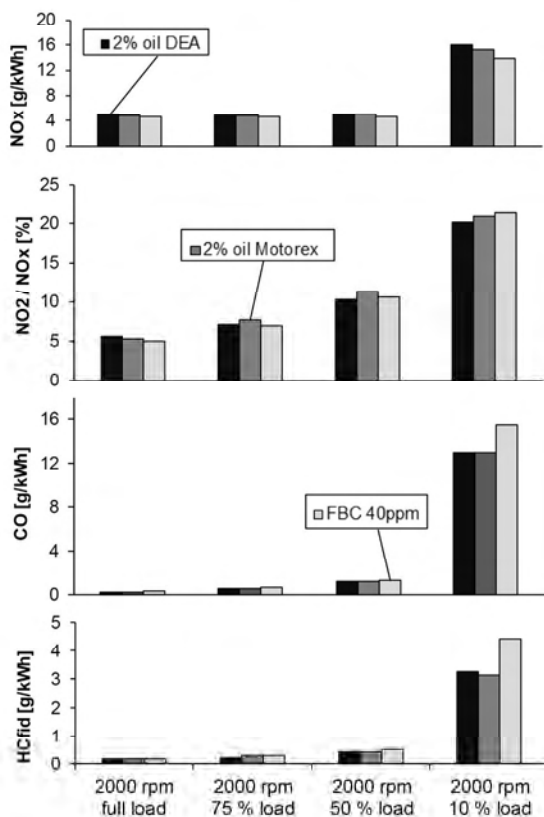 NOx [g/kWh]
20
16
12
8
4
0
2% oil DEA
NO2 / NOx [%]
25
20
15
10
5
0
2% oil Motorex
CO [g/kWh]
16
12
8
4
0
FBC 40ppm
HCfid [g/kWh]
5
4
3
2
1
0
2000 rpm
full load
2000 rpm
75 % load
2000 rpm
50 % load
2000 rpm
10 % load